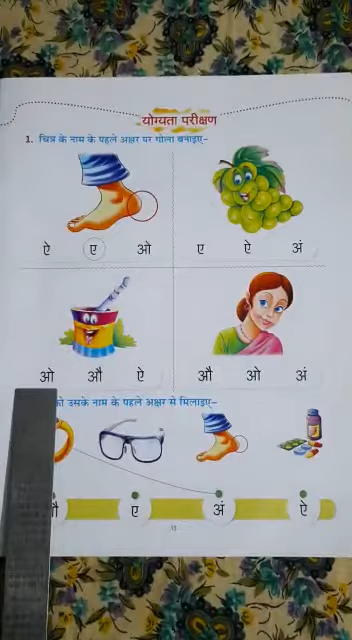 योग्यता परीक्षण
1. चित्र के नाम के पहले अक्षर पर गोला बनाइए-
ऐ ए ओ
ए ऐ अं
ओ औ ऐ
औ ओ अं
को उसके नाम के पहले अक्षर से मिलाइए-
ए अं ऐ